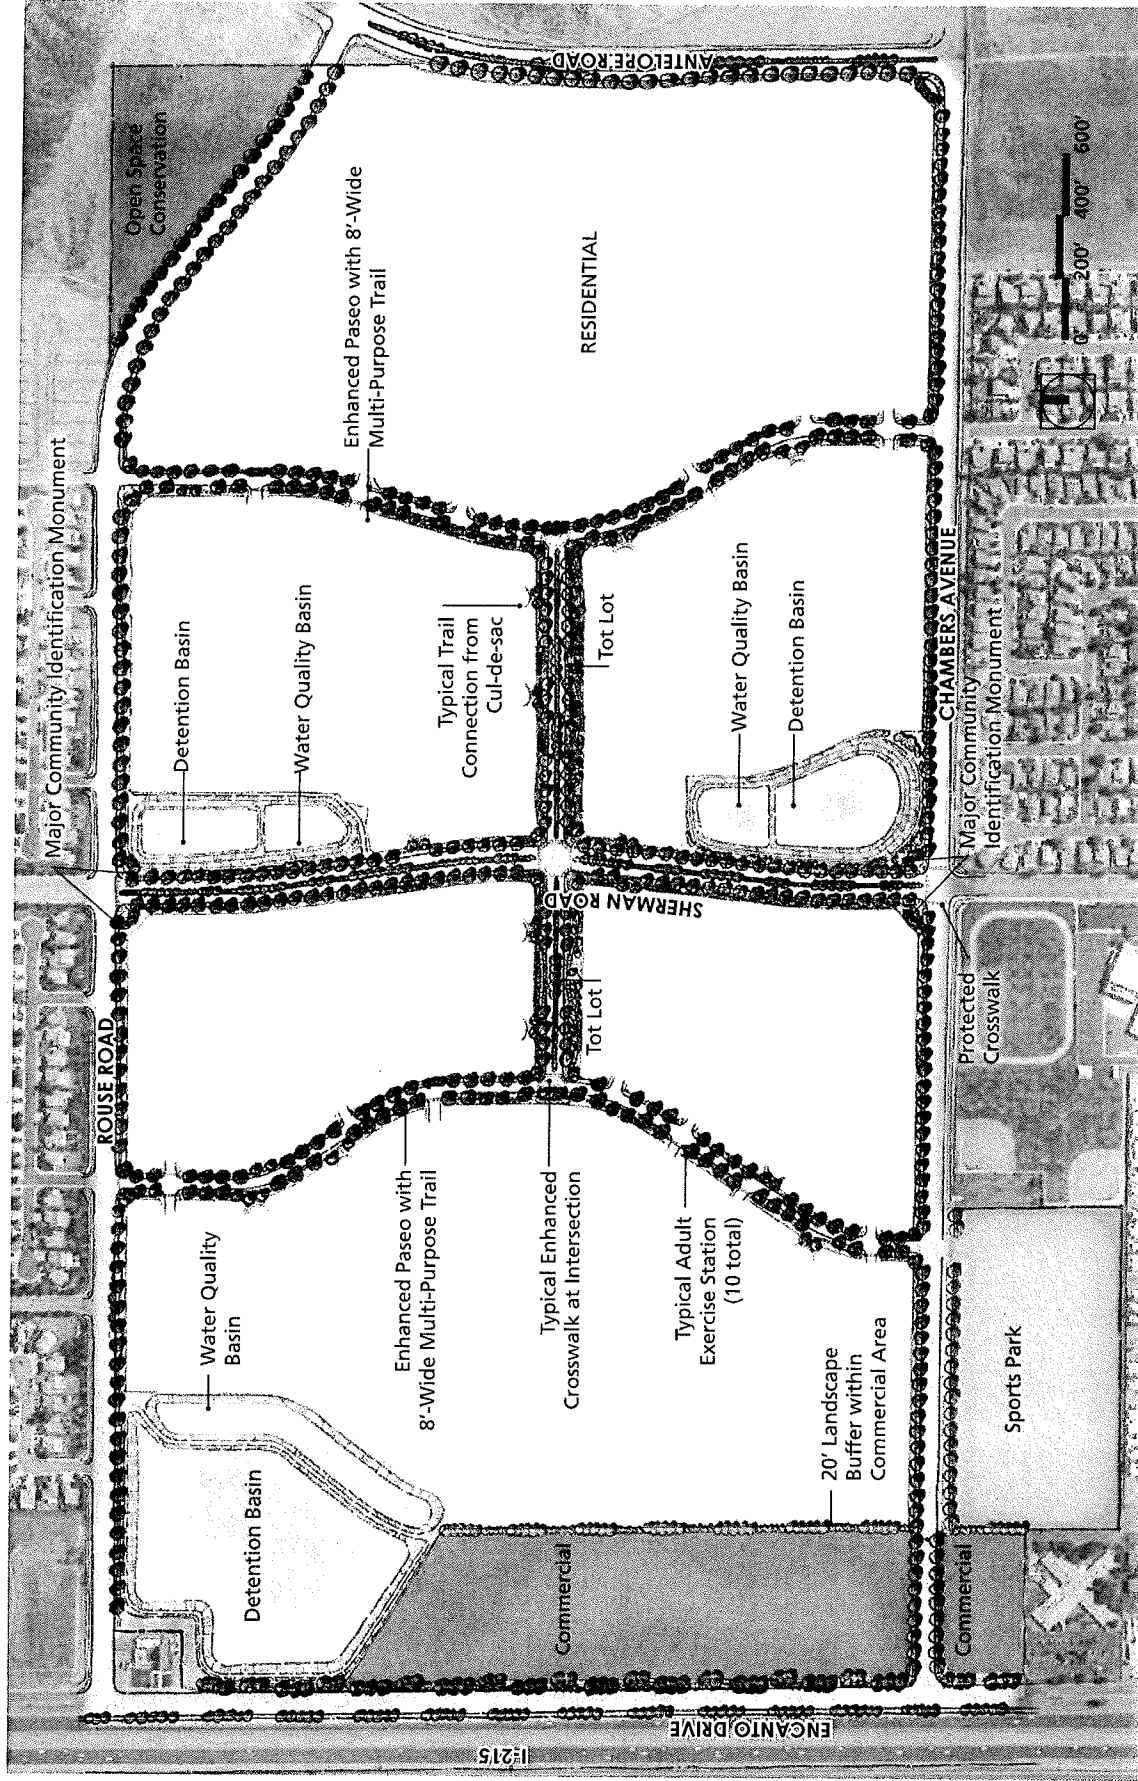 ANTELOPE ROAD
Open Space
Conservation
Enhanced Paseo with 8'-Wide
Multi-Purpose Trail
RESIDENTIAL
0'
200'
400'
600'
Major Community Identification Monument
Detention Basin
Water Quality Basin
Typical Trail
Connection from
Cul-de-sac
Tot Lot
Water Quality Basin
Detention Basin
CHAMBERS AVENUE
Major Community
Identification Monument
ROUSE ROAD
SHERMAN ROAD
Tot Lot
Protected
Crosswalk
Water Quality
Basin
Enhanced Paseo with
8'-Wide Multi-Purpose Trail
Typical Enhanced
Crosswalk at Intersection
Typical Adult
Exercise Station
(10 total)
20' Landscape
Buffer within
Commercial Area
Sports Park
Detention Basin
Commercial
Commercial
ENCANTO DRIVE
I-215